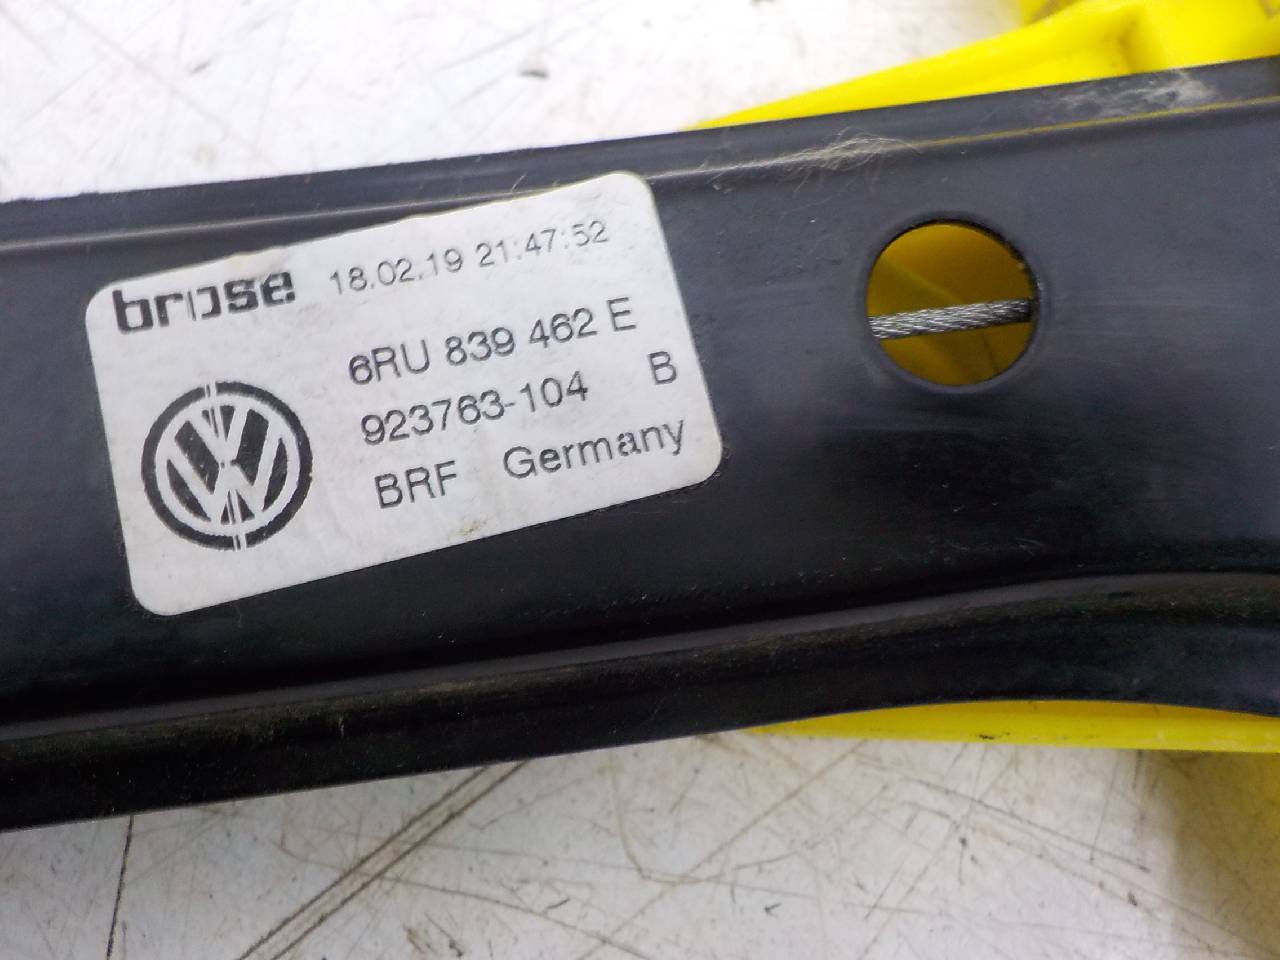 brose 18.02.19 21:47:52
6RU 839 462 E
923763-104 B
BRF Germany